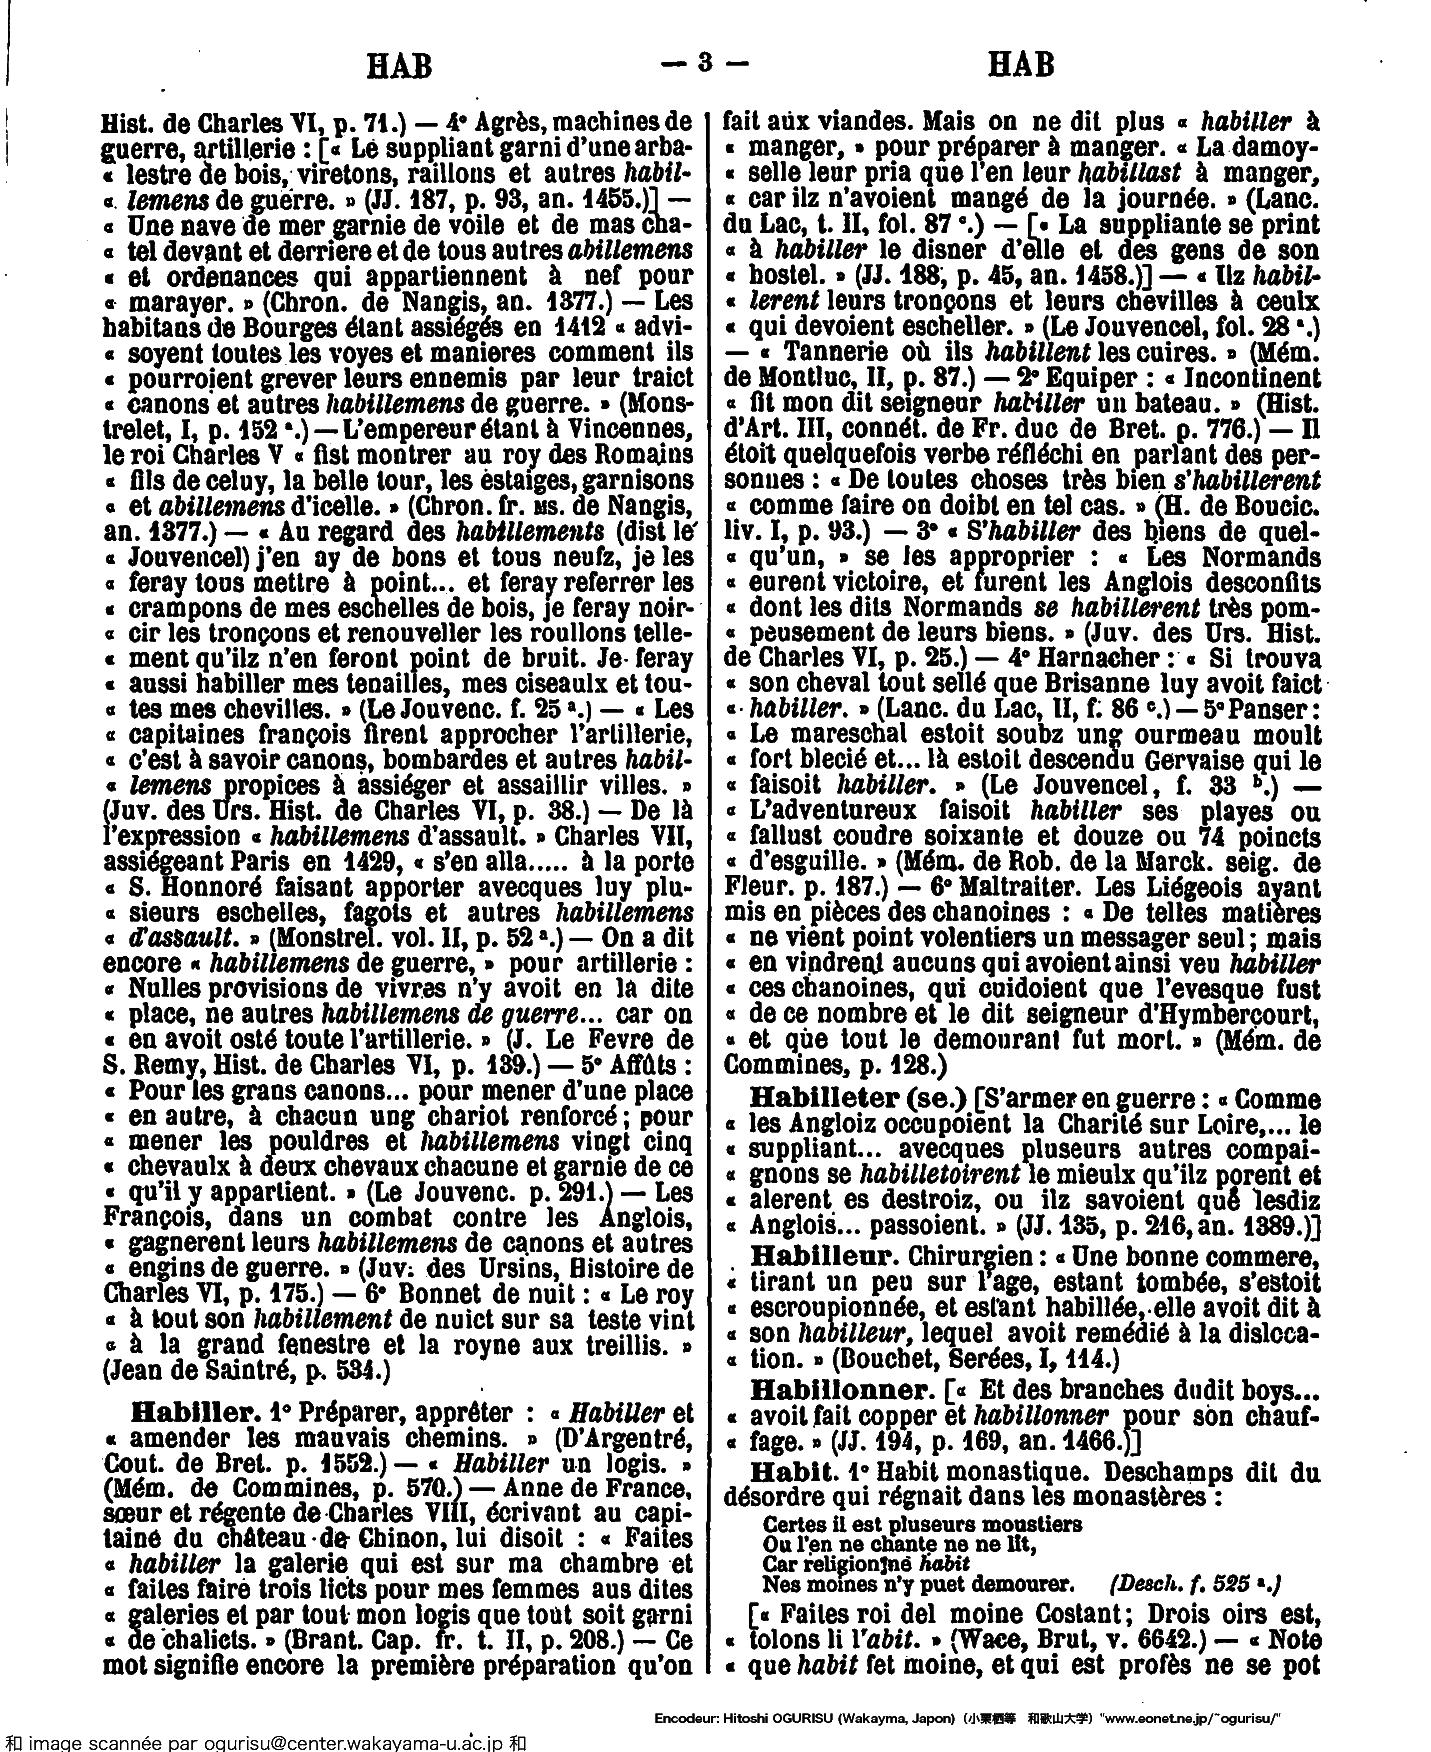 HAB
— 3 —
HAB
Hist. de Charles VI, p. 71.) — 4° Agrès, machines de
guerre, artillerie : [« Le suppliant garni d'une arba-
« lestre de bois, viretons, raillons et autres habil-
« lemens de guerre. » (JJ. 187, p. 93, an. 1455.)] —
« Une nave de mer garnie de voile et de mas cha-
« tel devant et derriere et de tous autres abillemens
« et ordenances qui appartiennent à nef pour
« marayer. » (Chron. de Nangis, an. 1377.) — Les
habitans de Bourges étant assiégés en 1412 « advi-
« soyent toutes les voyes et manieres comment ils
« pourroient grever leurs ennemis par leur traict
« canons et autres habillemens de guerre. » (Mons-
trelet, I, p. 152 ª.) — L'empereur étant à Vincennes,
le roi Charles V « fist montrer au roy des Romains
« fils de celuy, la belle tour, les estaiges, garnisons
« et abillemens d'icelle. » (Chron. fr. ms. de Nangis,
an. 1377.) — « Au regard des habillements (dist le
« Jouvencel) j'en ay de bons et tous neufz, je les
« feray tous mettre à point... et feray referrer les
« crampons de mes eschelles de bois, je feray noir-
« cir les tronçons et renouveller les roullons telle-
« ment qu'ilz n'en feront point de bruit. Je feray
« aussi habiller mes tenailles, mes ciseaulx et tou-
« tes mes chevilles. » (Le Jouvenc. f. 25 ª.) — « Les
« capitaines françois firent approcher l'artillerie,
« c'est à savoir canons, bombardes et autres habil-
« lemens propices à assiéger et assaillir villes. »
(Juv. des Urs. Hist. de Charles VI, p. 38.) — De là
l'expression « habillemens d'assault. » Charles VII,
assiégeant Paris en 1429, « s'en alla..... à la porte
« S. Honnoré faisant apporter avecques luy plu-
« sieurs eschelles, fagots et autres habillemens
« d'assault. » (Monstrel. vol. II, p. 52 ª.) — On a dit
encore « habillemens de guerre, » pour artillerie :
« Nulles provisions de vivres n'y avoit en la dite
« place, ne autres habillemens de guerre... car on
« en avoit osté toute l'artillerie. » (J. Le Fevre de
S. Remy, Hist. de Charles VI, p. 139.) — 5° Affûts :
« Pour les grans canons... pour mener d'une place
« en autre, à chacun ung chariot renforcé ; pour
« mener les pouldres et habillemens vingt cinq
« chevaulx à deux chevaux chacune et garnie de ce
« qu'il y appartient. » (Le Jouvenc. p. 291.) — Les
François, dans un combat contre les Anglois,
« gagnerent leurs habillemens de canons et autres
« engins de guerre. » (Juv. des Ursins, Histoire de
Charles VI, p. 175.) — 6° Bonnet de nuit : « Le roy
« à tout son habillement de nuict sur sa teste vint
« à la grand fenestre et la royne aux treillis. »
(Jean de Saintré, p. 534.)
Habiller. 1° Préparer, apprêter : « Habiller et
« amender les mauvais chemins. » (D'Argentré,
Cout. de Bret. p. 1552.) — « Habiller un logis. »
(Mém. de Commines, p. 570.) — Anne de France,
sœur et régente de Charles VIII, écrivant au capi-
taine du château de Chinon, lui disoit : « Faites
« habiller la galerie qui est sur ma chambre et
« faites faire trois licts pour mes femmes aus dites
« galeries et par tout mon logis que tout soit garni
« de chalicts. » (Brant. Cap. fr. t. II, p. 208.) — Ce
mot signifie encore la première préparation qu'on
fait aux viandes. Mais on ne dit plus « habiller à
« manger, » pour préparer à manger. « La damoy-
« selle leur pria que l'en leur habillast à manger,
« car ilz n'avoient mangé de la journée. » (Lanc.
du Lac, t. II, fol. 87 ᶜ.) — [« La suppliante se print
« à habiller le disner d'elle et des gens de son
« hostel. » (JJ. 188, p. 45, an. 1458.)] — « Ilz habil-
« lerent leurs tronçons et leurs chevilles à ceulx
« qui devoient escheller. » (Le Jouvencel, fol. 28 ª.)
— « Tannerie où ils habillent les cuires. » (Mém.
de Montluc, II, p. 87.) — 2° Equiper : « Incontinent
« fit mon dit seigneur habiller un bateau. » (Hist.
d'Art. III, connét. de Fr. duc de Bret. p. 776.) — Il
étoit quelquefois verbe réfléchi en parlant des per-
sonnes : « De toutes choses très bien s'habillerent
« comme faire on doibt en tel cas. » (H. de Boucic.
liv. I, p. 93.) — 3° « S'habiller des biens de quel-
« qu'un, » se les approprier : « Les Normands
« eurent victoire, et furent les Anglois desconfits
« dont les dits Normands se habillerent très pom-
« peusement de leurs biens. » (Juv. des Urs. Hist.
de Charles VI, p. 25.) — 4° Harnacher : « Si trouva
« son cheval tout sellé que Brisanne luy avoit faict
« habiller. » (Lanc. du Lac, II, f. 86 ᶜ.) — 5° Panser :
« Le mareschal estoit soubz ung ourmeau moult
« fort blecié et... là estoit descendu Gervaise qui le
« faisoit habiller. » (Le Jouvencel, f. 33 ᵇ.) —
« L'adventureux faisoit habiller ses playes ou
« fallust coudre soixante et douze ou 74 poincts
« d'esguille. » (Mém. de Rob. de la Marck. seig. de
Fleur. p. 187.) — 6° Maltraiter. Les Liégeois ayant
mis en pièces des chanoines : « De telles matières
« ne vient point volentiers un messager seul ; mais
« en vindrent aucuns qui avoient ainsi veu habiller
« ces chanoines, qui cuidoient que l'evesque fust
« de ce nombre et le dit seigneur d'Hymbercourt,
« et que tout le demourant fut mort. » (Mém. de
Commines, p. 128.)
Habilleter (se.) [S'armer en guerre : « Comme
« les Angloiz occupoient la Charité sur Loire,... le
« suppliant... avecques pluseurs autres compai-
« gnons se habilletoirent le mieulx qu'ilz porent et
« alerent es destroiz, ou ilz savoient que lesdiz
« Anglois... passoient. » (JJ. 135, p. 216, an. 1389.)]
Habilleur. Chirurgien : « Une bonne commere,
« tirant un peu sur l'age, estant tombée, s'estoit
« escroupionnée, et estant habillée, elle avoit dit à
« son habilleur, lequel avoit remédié à la disloca-
« tion. » (Bouchet, Serées, I, 114.)
Habillonner. [« Et des branches dudit boys...
« avoit fait copper et habillonner pour son chauf-
« fage. » (JJ. 194, p. 169, an. 1466.)]
Habit. 1° Habit monastique. Deschamps dit du
désordre qui régnait dans les monastères :
Certes il est pluseurs moustiers
Ou l'en ne chante ne ne lit,
Car religion ne habit
Nes moines n'y puet demourer. (Desch. f. 525 ª.)
[« Faites roi del moine Costant ; Drois oirs est,
« tolons li l'abit. » (Wace, Brut, v. 6642.) — « Note
« que habit fet moine, et qui est profès ne se pot
Encodeur: Hitoshi OGURISU (Wakayma, Japon) (小栗栖等 和歌山大学) "www.eonet.ne.jp/~ogurisu/"
和 image scannée par ogurisu@center.wakayama-u.ac.jp 和